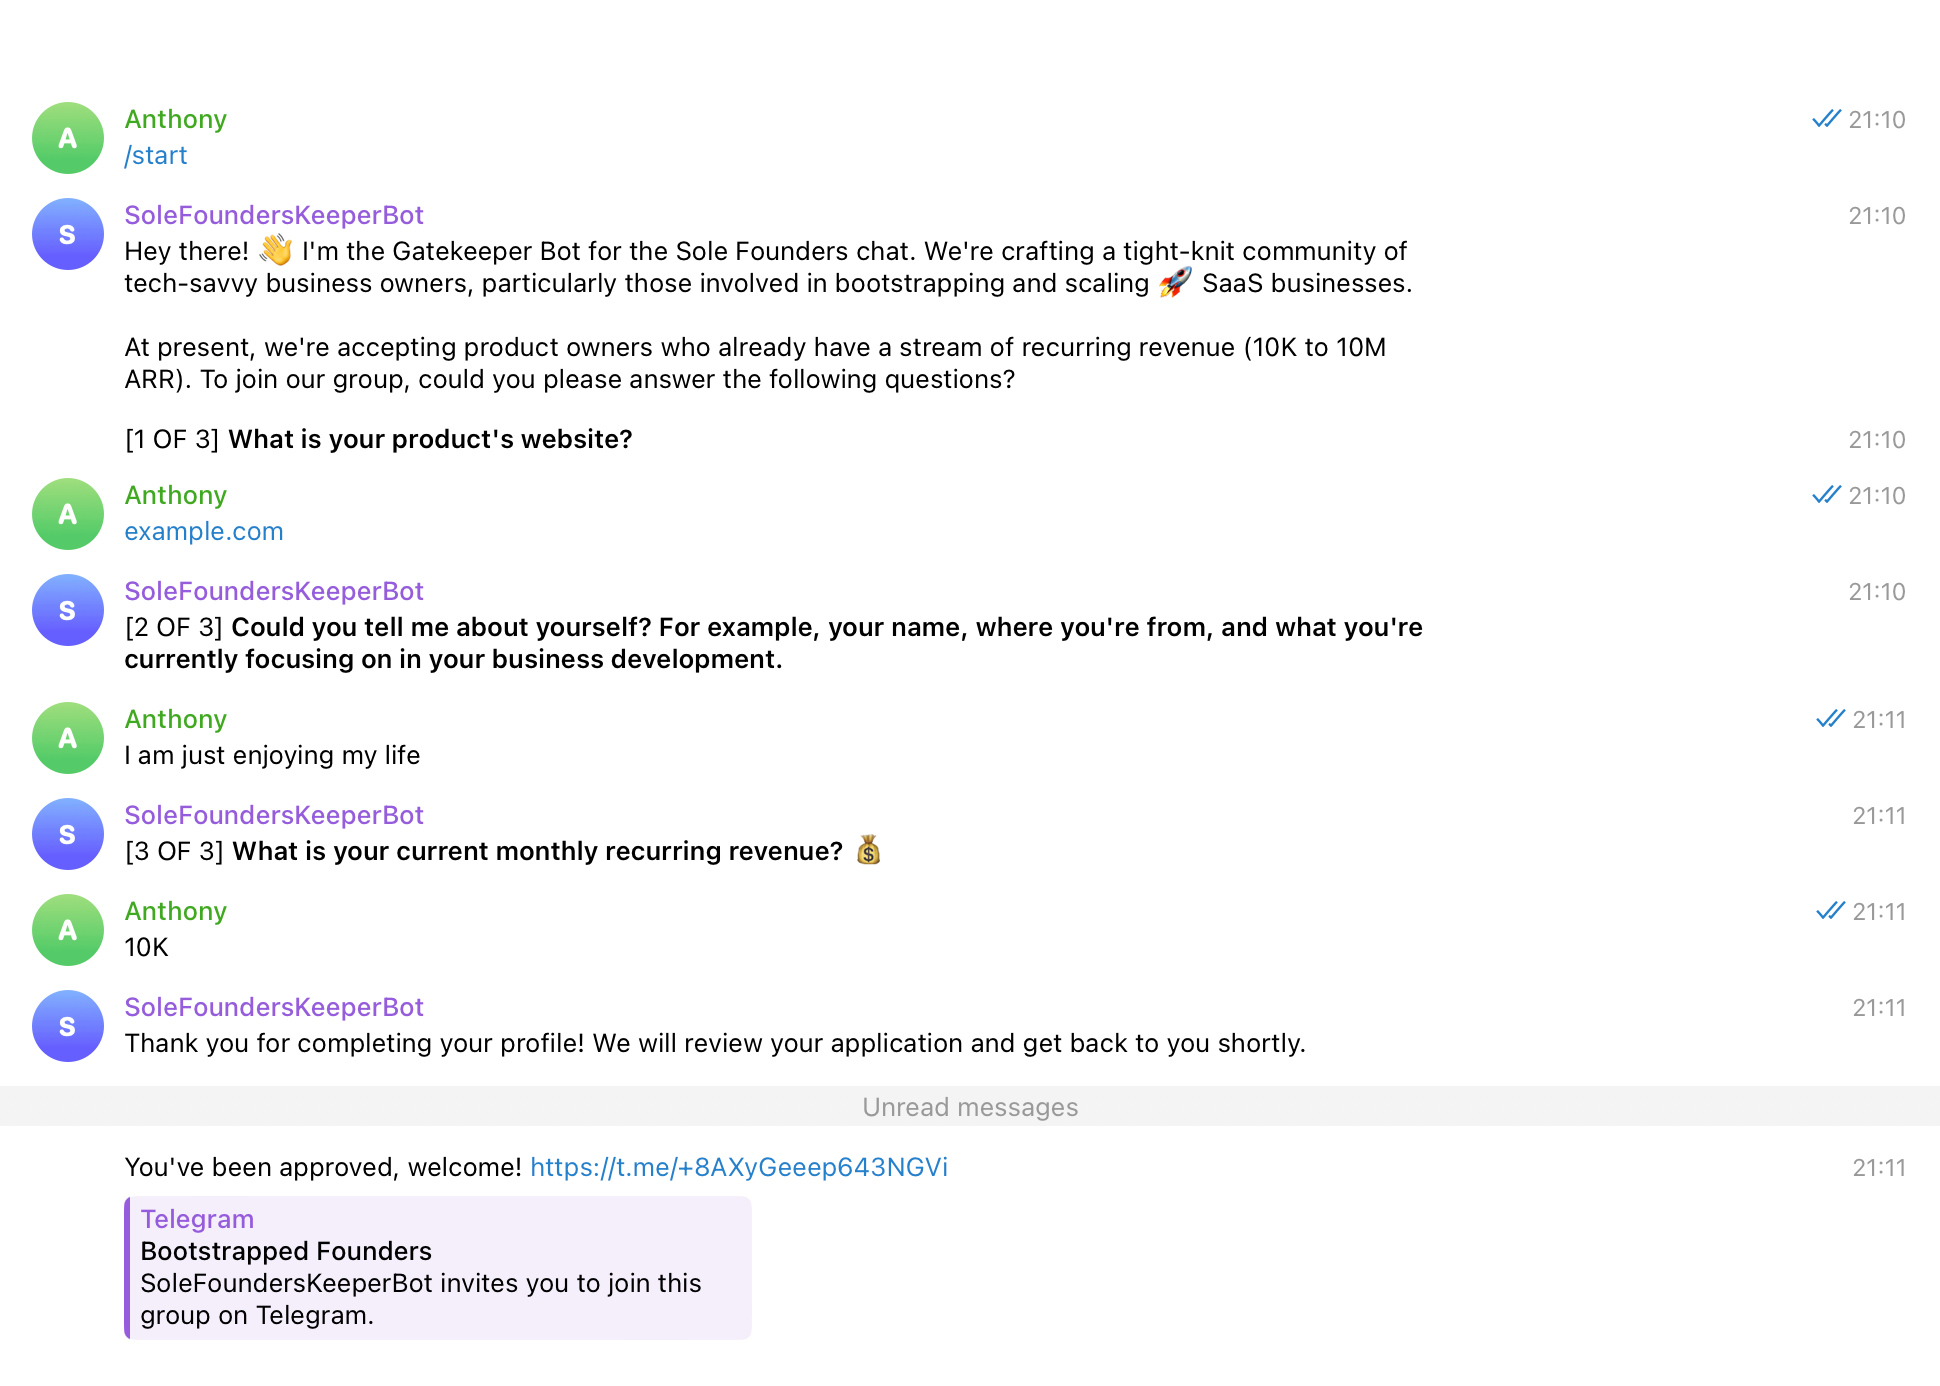 A
Anthony
21:10
/start
S
SoleFoundersKeeperBot
21:10
Hey there! 👋 I'm the Gatekeeper Bot for the Sole Founders chat. We're crafting a tight-knit community of
tech-savvy business owners, particularly those involved in bootstrapping and scaling 🚀 SaaS businesses.
At present, we're accepting product owners who already have a stream of recurring revenue (10K to 10M
ARR). To join our group, could you please answer the following questions?
[1 OF 3] What is your product's website?
21:10
A
Anthony
21:10
example.com
S
SoleFoundersKeeperBot
21:10
[2 OF 3] Could you tell me about yourself? For example, your name, where you're from, and what you're
currently focusing on in your business development.
A
Anthony
21:11
I am just enjoying my life
S
SoleFoundersKeeperBot
21:11
[3 OF 3] What is your current monthly recurring revenue? 💰
A
Anthony
21:11
10K
S
SoleFoundersKeeperBot
21:11
Thank you for completing your profile! We will review your application and get back to you shortly.
Unread messages
You've been approved, welcome! https://t.me/+8AXyGeeep643NGVi
21:11
Telegram
Bootstrapped Founders
SoleFoundersKeeperBot invites you to join this
group on Telegram.